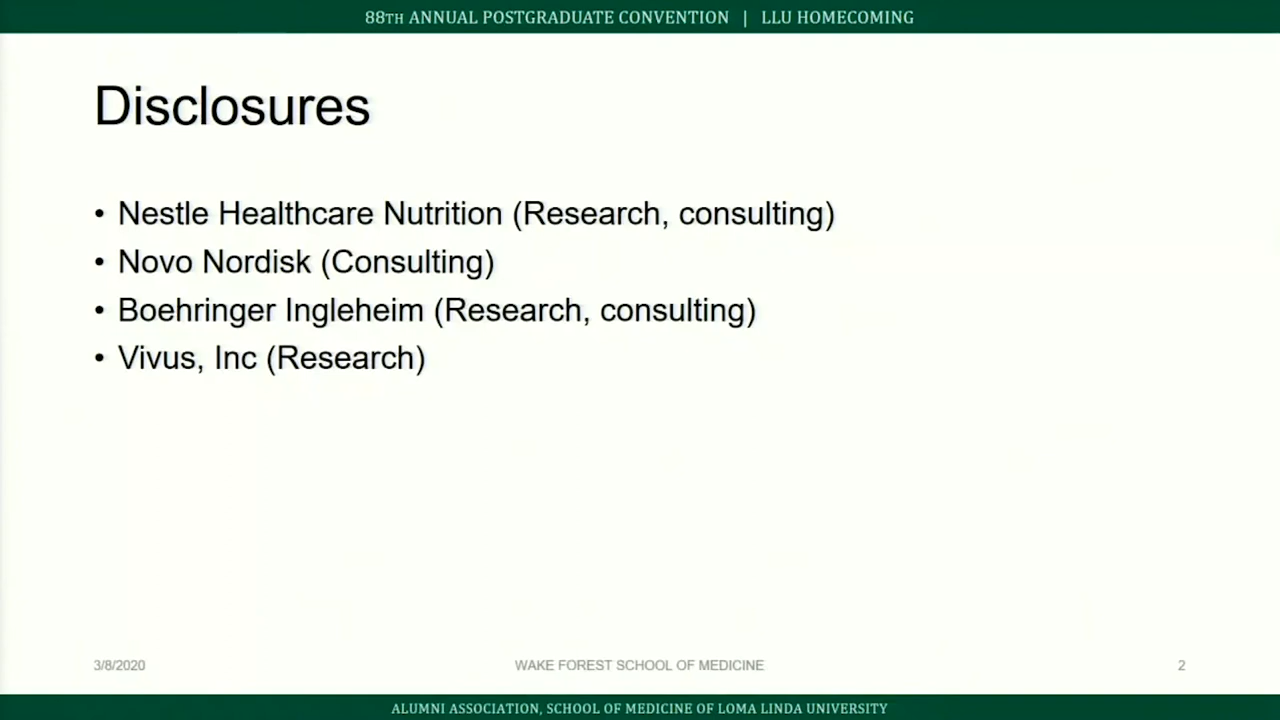 88TH ANNUAL POSTGRADUATE CONVENTION | LLU HOMECOMING
Disclosures
• Nestle Healthcare Nutrition (Research, consulting)
• Novo Nordisk (Consulting)
• Boehringer Ingleheim (Research, consulting)
• Vivus, Inc (Research)
3/8/2020 WAKE FOREST SCHOOL OF MEDICINE 2
ALUMNI ASSOCIATION, SCHOOL OF MEDICINE OF LOMA LINDA UNIVERSITY